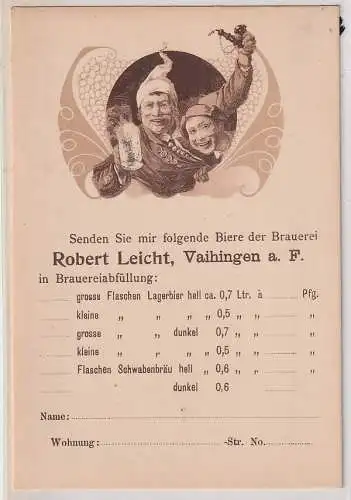 Senden Sie mir folgende Biere der Brauerei
Robert Leicht, Vaihingen a. F.
in Brauereiabfüllung:
grosse Flaschen Lagerbier hell ca. 0,7 Ltr. à Pfg.
kleine „ „ „ „ 0,5 „ „ „
grosse „ „ dunkel 0,7 „ „ „
kleine „ „ „ „ 0,5 „ „ „
Flaschen Schwabenbräu hell „ 0,6 „ „ „
dunkel 0,6
Name:
Wohnung: -Str. No.